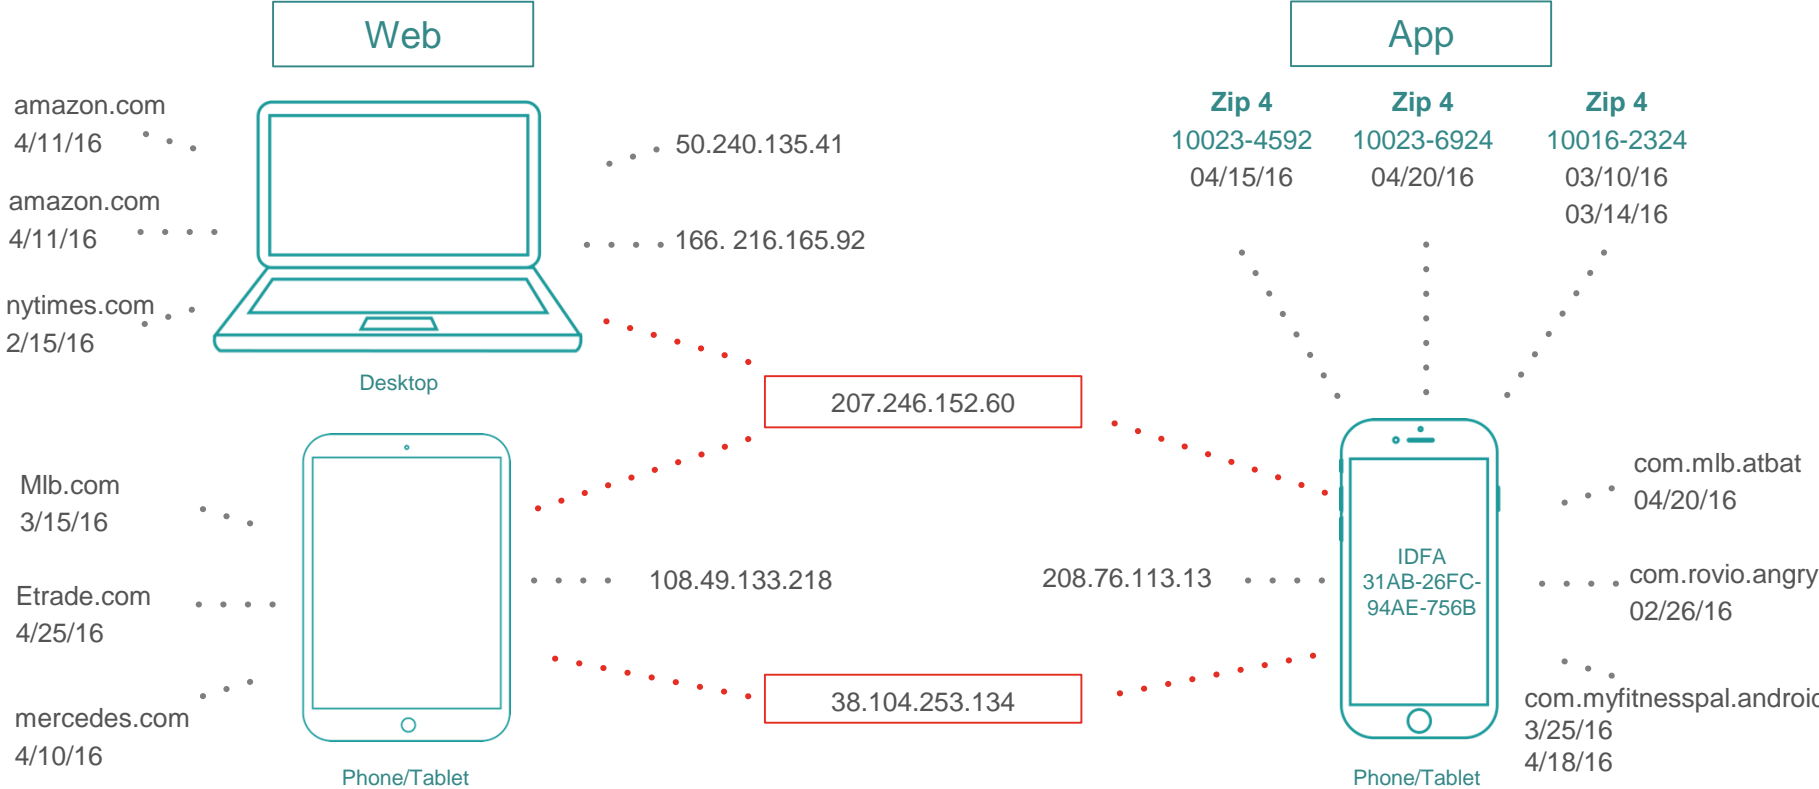 Web
App
amazon.com
4/11/16
amazon.com
4/11/16
nytimes.com
2/15/16
50.240.135.41
166. 216.165.92
Desktop
Zip 4
10023-4592
04/15/16
Zip 4
10023-6924
04/20/16
Zip 4
10016-2324
03/10/16
03/14/16
207.246.152.60
Mlb.com
3/15/16
Etrade.com
4/25/16
mercedes.com
4/10/16
108.49.133.218
208.76.113.13
38.104.253.134
Phone/Tablet
IDFA
31AB-26FC-
94AE-756B
com.mlb.atbat
04/20/16
com.rovio.angry
02/26/16
com.myfitnesspal.android
3/25/16
4/18/16
Phone/Tablet